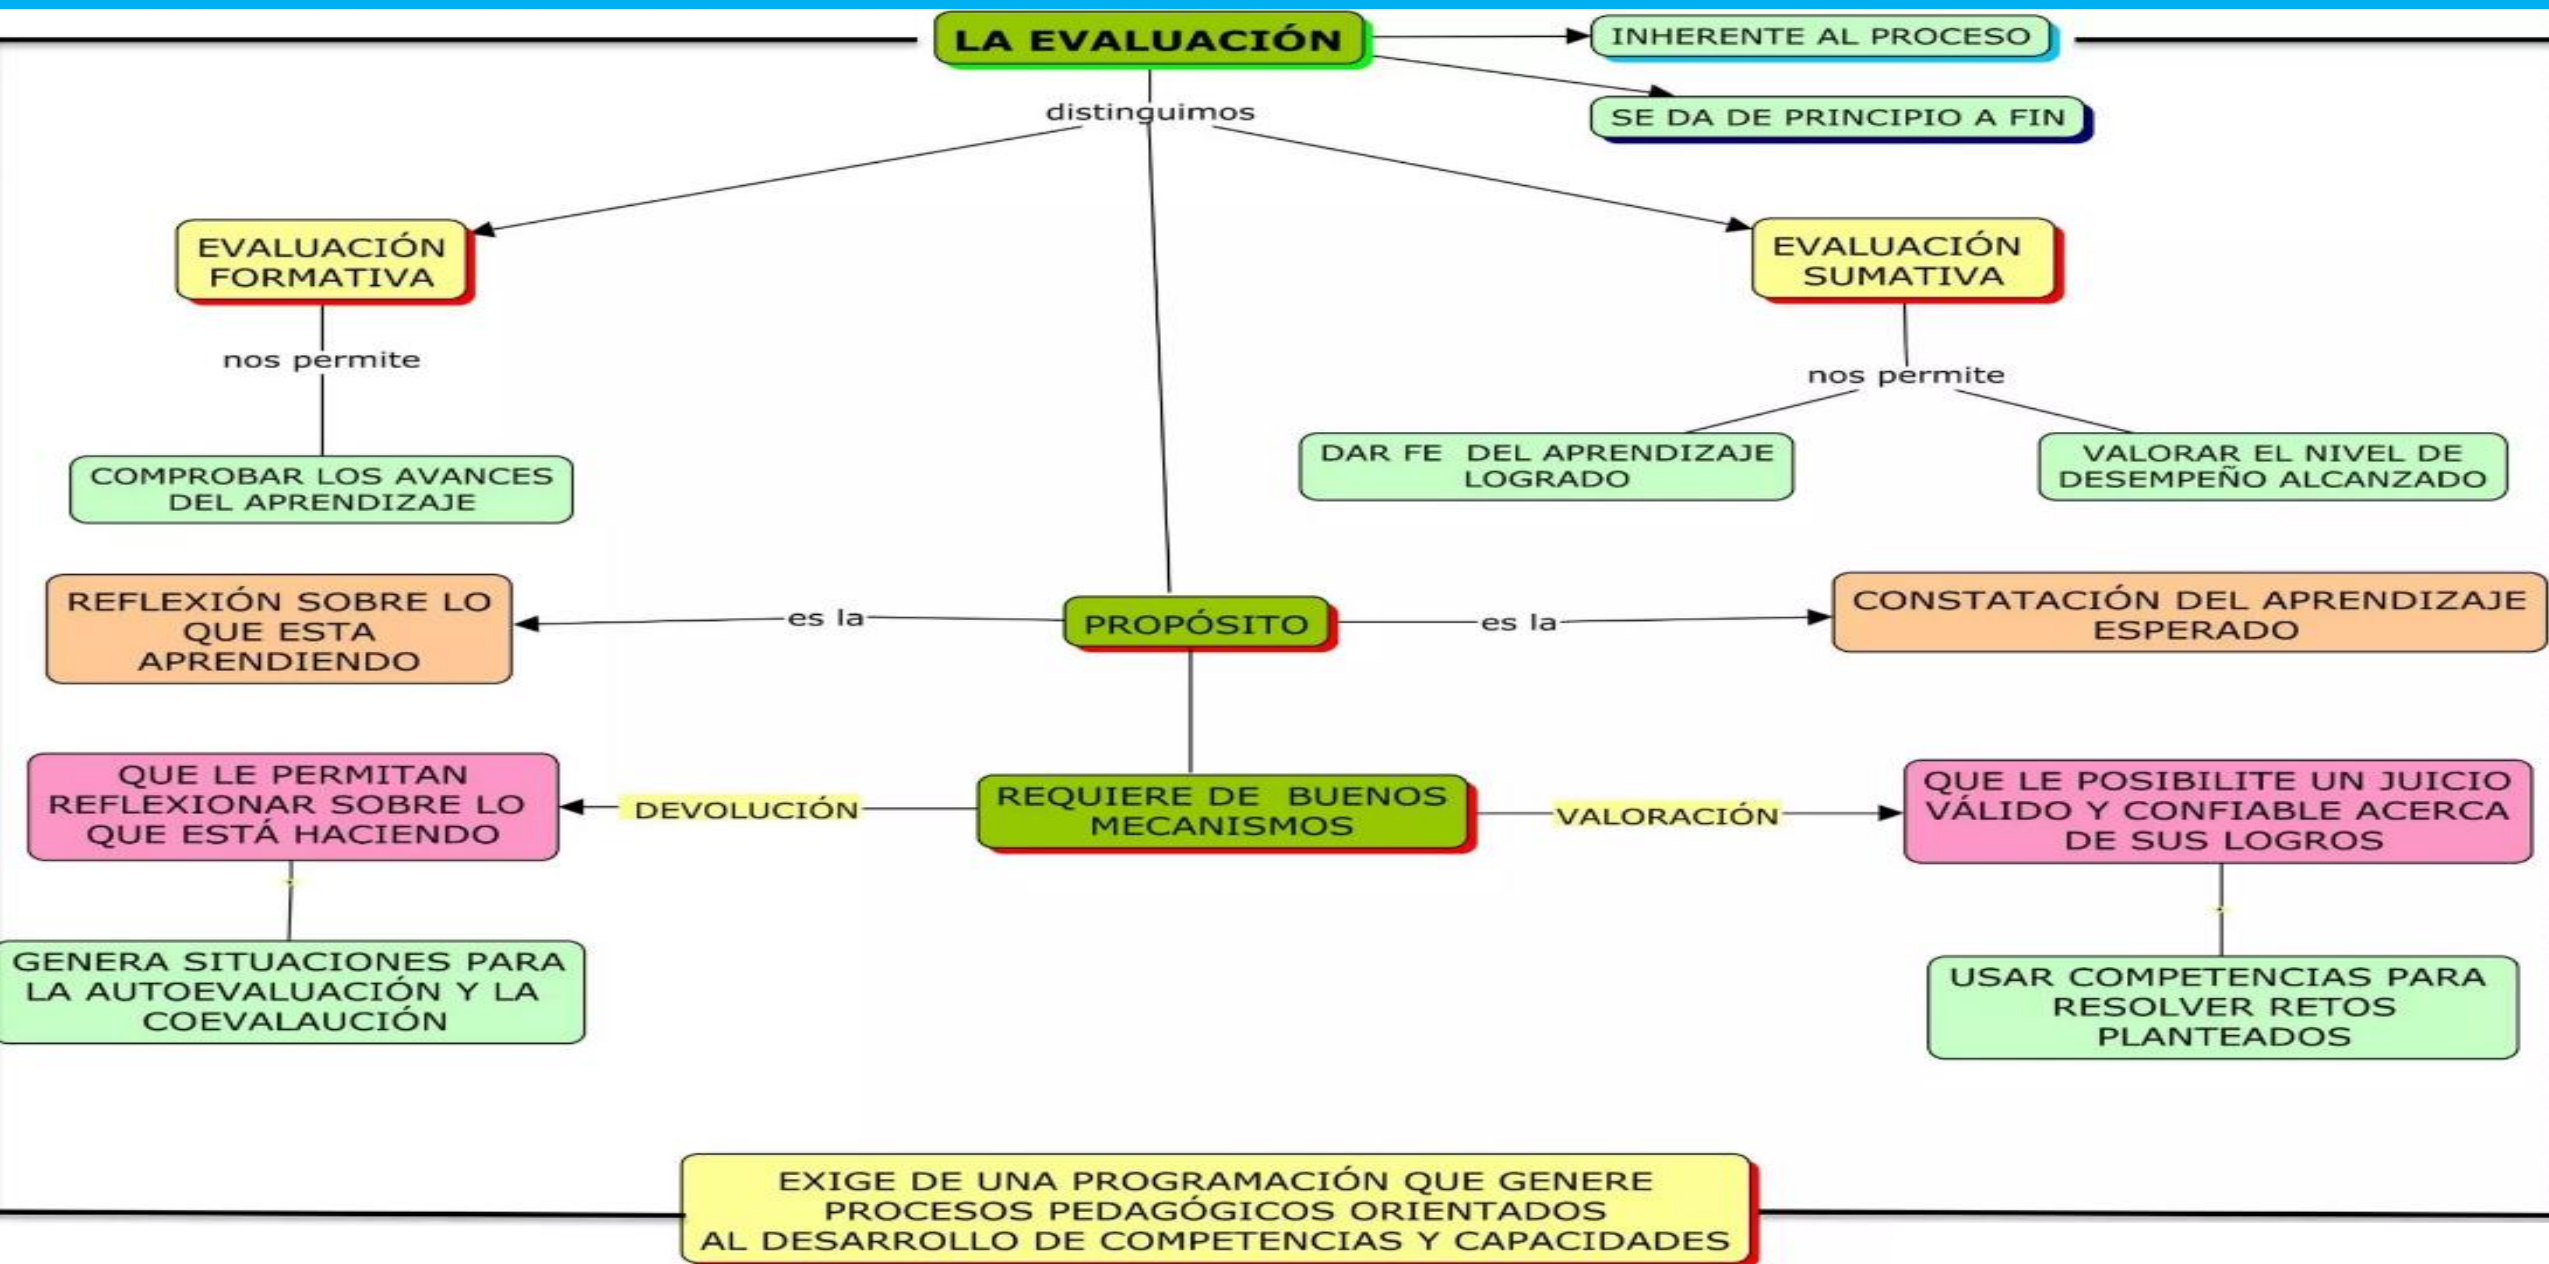 LA EVALUACIÓN
INHERENTE AL PROCESO
SE DA DE PRINCIPIO A FIN
distinguimos
EVALUACIÓN
FORMATIVA
EVALUACIÓN
SUMATIVA
nos permite
nos permite
COMPROBAR LOS AVANCES
DEL APRENDIZAJE
DAR FE DEL APRENDIZAJE
LOGRADO
VALORAR EL NIVEL DE
DESEMPEÑO ALCANZADO
REFLEXIÓN SOBRE LO
QUE ESTA
APRENDIENDO
es la
PROPÓSITO
es la
CONSTATACIÓN DEL APRENDIZAJE
ESPERADO
QUE LE PERMITAN
REFLEXIONAR SOBRE LO
QUE ESTÁ HACIENDO
DEVOLUCIÓN
REQUIERE DE BUENOS
MECANISMOS
VALORACIÓN
QUE LE POSIBILITE UN JUICIO
VÁLIDO Y CONFIABLE ACERCA
DE SUS LOGROS
GENERA SITUACIONES PARA
LA AUTOEVALUACIÓN Y LA
COEVALAUCIÓN
USAR COMPETENCIAS PARA
RESOLVER RETOS
PLANTEADOS
EXIGE DE UNA PROGRAMACIÓN QUE GENERE
PROCESOS PEDAGÓGICOS ORIENTADOS
AL DESARROLLO DE COMPETENCIAS Y CAPACIDADES